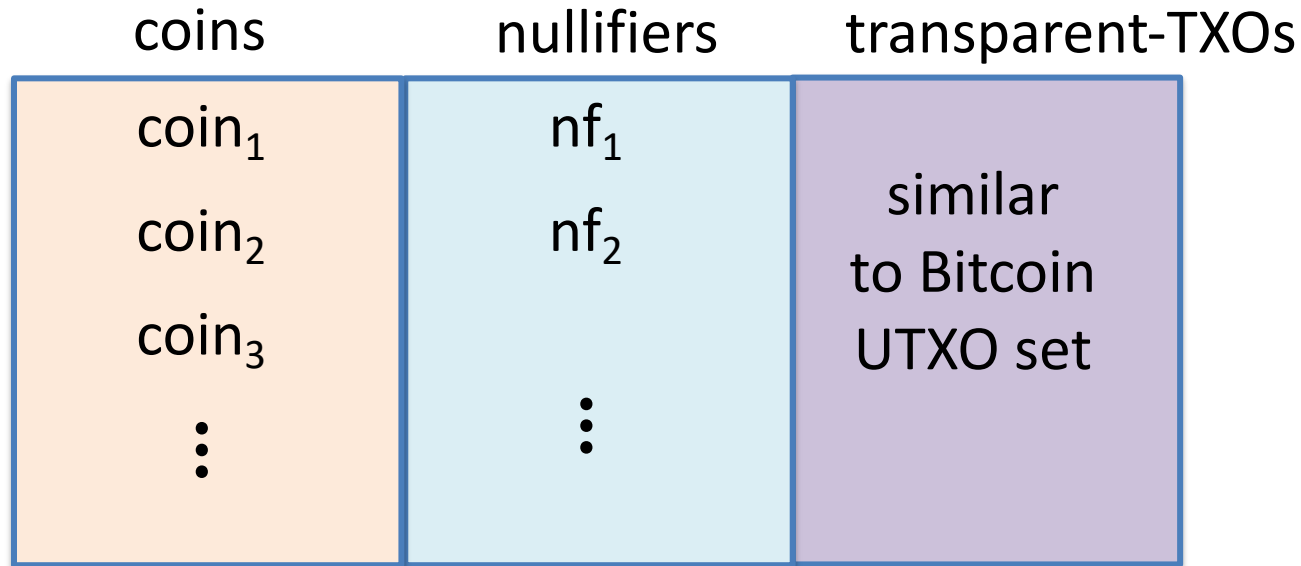 coins nullifiers transparent-TXOs
coin₁ nf₁
coin₂ nf₂
coin₃
⋮ ⋮
similar
to Bitcoin
UTXO set